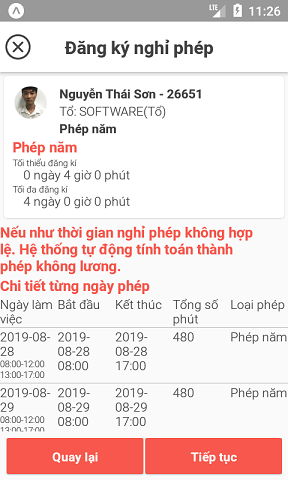 LTE 11:26
Đăng ký nghỉ phép
Nguyễn Thái Sơn - 26651
Tổ: SOFTWARE(Tổ)
Phép năm
Phép năm
Tối thiểu đăng kí
0 ngày 4 giờ 0 phút
Tối đa đăng kí
4 ngày 0 giờ 0 phút
Nếu như thời gian nghỉ phép không hợp
lệ. Hệ thống tự động tính toán thành
phép không lương.
Chi tiết từng ngày phép
Ngày làm việc Bắt đầu Kết thúc Tổng số phút Loại phép
2019-08-28 2019-08-28 08:00 2019-08-28 17:00 480 Phép năm
08:00-12:00
13:00-17:00
2019-08-29 2019-08-29 08:00 2019-08-29 17:00 480 Phép năm
08:00-12:00
13:00-17:00
Quay lại Tiếp tục